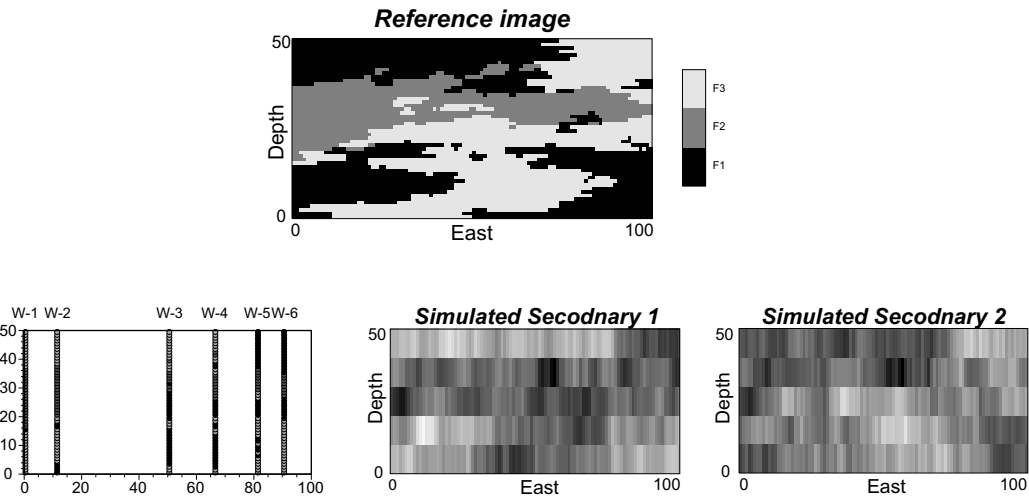 Reference image
50
Depth
0
0
East
100
F3
F2
F1
W-1 W-2 W-3 W-4 W-5 W-6
50
40
30
20
10
0
0 20 40 60 80 100
Simulated Secodnary 1
50
Depth
0
0
East
100
Simulated Secodnary 2
50
Depth
0
0
East
100